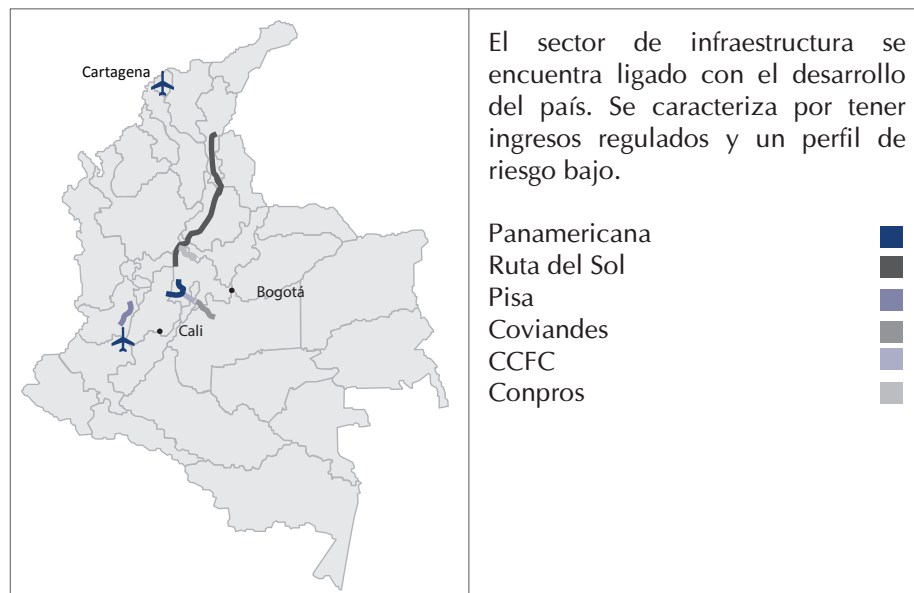 Cartagena
Bogotá
Cali
El sector de infraestructura se
encuentra ligado con el desarrollo
del país. Se caracteriza por tener
ingresos regulados y un perfil de
riesgo bajo.
Panamericana
Ruta del Sol
Pisa
Coviandes
CCFC
Conpros